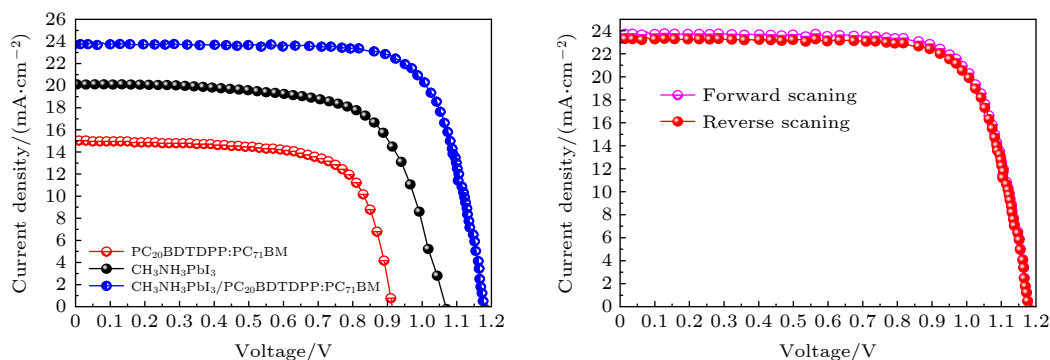 26
24
22
20
18
16
14
12
10
8
6
4
2
0
Current density/(mA·cm⁻²)
PC₂₀BDTDPP:PC₇₁BM
CH₃NH₃PbI₃
CH₃NH₃PbI₃/PC₂₀BDTDPP:PC₇₁BM
0 0.1 0.2 0.3 0.4 0.5 0.6 0.7 0.8 0.9 1.0 1.1 1.2
Voltage/V
24
22
20
18
16
14
12
10
8
6
4
2
0
Current density/(mA·cm⁻²)
Forward scaning
Reverse scaning
0 0.1 0.2 0.3 0.4 0.5 0.6 0.7 0.8 0.9 1.0 1.1 1.2
Voltage/V